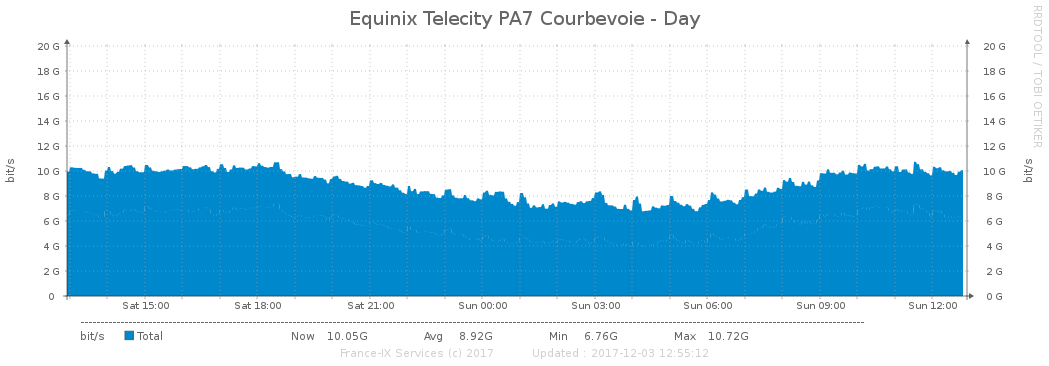 Equinix Telecity PA7 Courbevoie - Day
RRDTOOL / TOBI OETIKER
20 G 20 G
18 G 18 G
16 G 16 G
14 G 14 G
12 G 12 G
10 G 10 G
8 G 8 G
6 G 6 G
4 G 4 G
2 G 2 G
0 0 G
bit/s
bit/s
Sat 15:00 Sat 18:00 Sat 21:00 Sun 00:00 Sun 03:00 Sun 06:00 Sun 09:00 Sun 12:00
bit/s Total Now 10.05G Avg 8.92G Min 6.76G Max 10.72G
France-IX Services (c) 2017 Updated : 2017-12-03 12:55:12